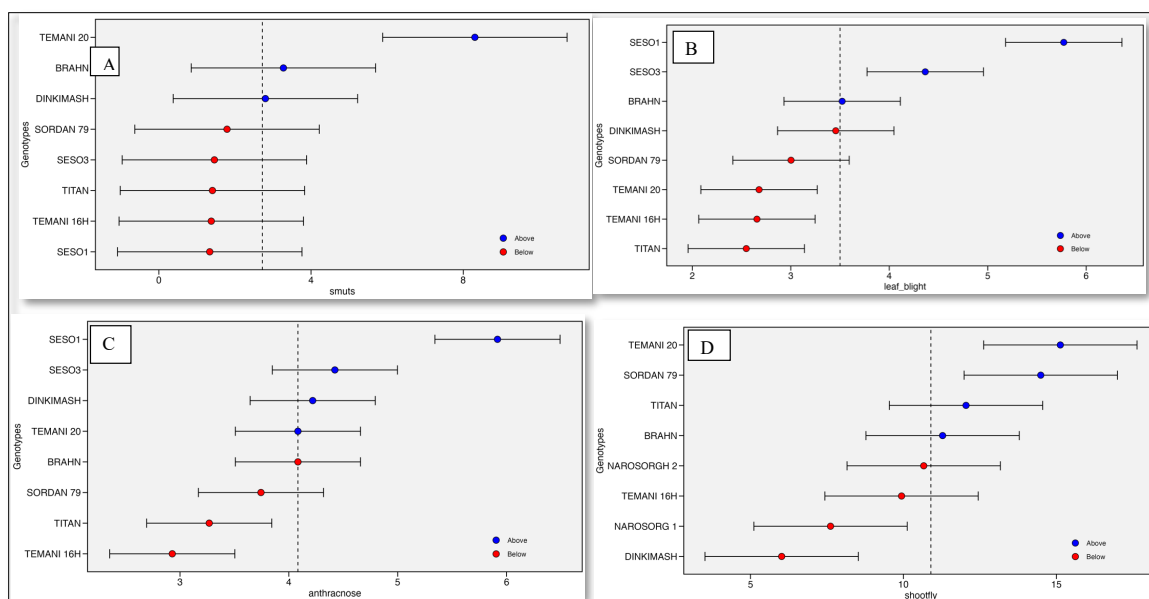 A
Genotypes
TEMANI 20
BRAHN
DINKIMASH
SORDAN 79
SESO3
TITAN
TEMANI 16H
SESO1
Above
Below
0 4 8
smuts
B
Genotypes
SESO1
SESO3
BRAHN
DINKIMASH
SORDAN 79
TEMANI 20
TEMANI 16H
TITAN
Above
Below
2 3 4 5 6
leaf_blight
C
Genotypes
SESO1
SESO3
DINKIMASH
TEMANI 20
BRAHN
SORDAN 79
TITAN
TEMANI 16H
Above
Below
3 4 5 6
anthracnose
D
Genotypes
TEMANI 20
SORDAN 79
TITAN
BRAHN
NAROSORGH 2
TEMANI 16H
NAROSORG 1
DINKIMASH
Above
Below
5 10 15
shootfly